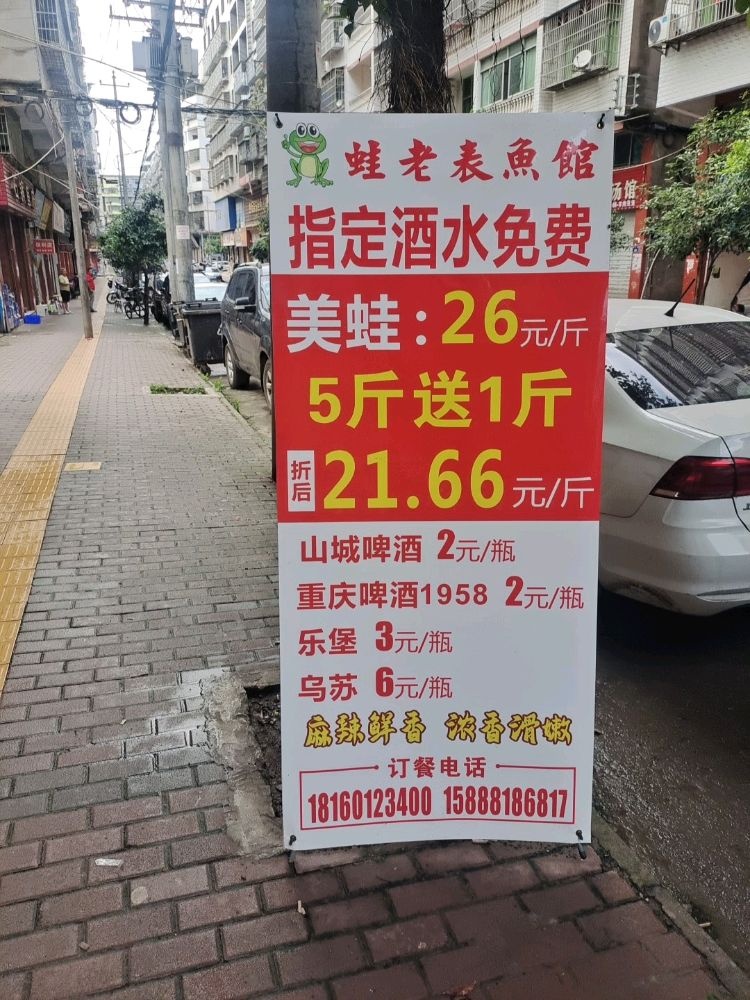 蛙老表魚館
指定酒水免费
美蛙:26元/斤
5斤送1斤
折后21.66元/斤
山城啤酒 2元/瓶
重庆啤酒1958 2元/瓶
乐堡 3元/瓶
乌苏 6元/瓶
麻辣鲜香 浓香滑嫩
订餐电话
18160123400 15888186817